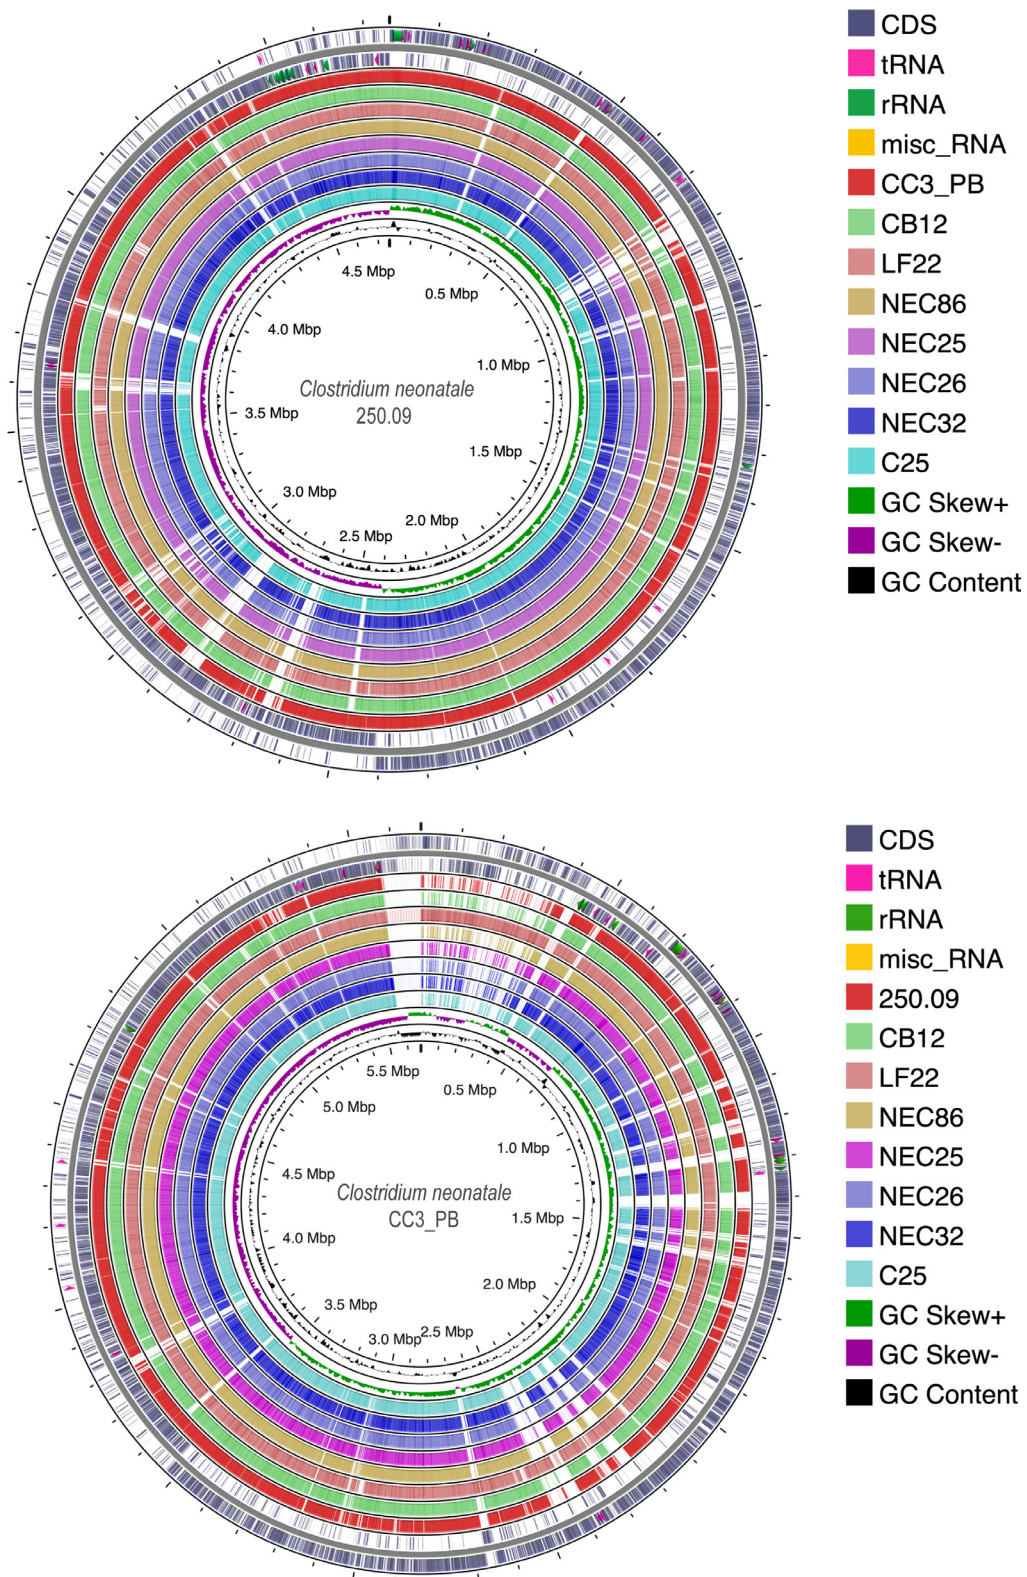 CDS
tRNA
rRNA
misc_RNA
CC3_PB
CB12
LF22
NEC86
NEC25
NEC26
NEC32
C25
GC Skew+
GC Skew-
GC Content
4.5 Mbp
0.5 Mbp
4.0 Mbp
1.0 Mbp
Clostridium neonatale
250.09
3.5 Mbp
1.5 Mbp
3.0 Mbp
2.0 Mbp
2.5 Mbp
CDS
tRNA
rRNA
misc_RNA
250.09
CB12
LF22
NEC86
NEC25
NEC26
NEC32
C25
GC Skew+
GC Skew-
GC Content
5.5 Mbp
0.5 Mbp
5.0 Mbp
1.0 Mbp
4.5 Mbp
Clostridium neonatale
CC3_PB
1.5 Mbp
4.0 Mbp
2.0 Mbp
3.5 Mbp
3.0 Mbp
2.5 Mbp